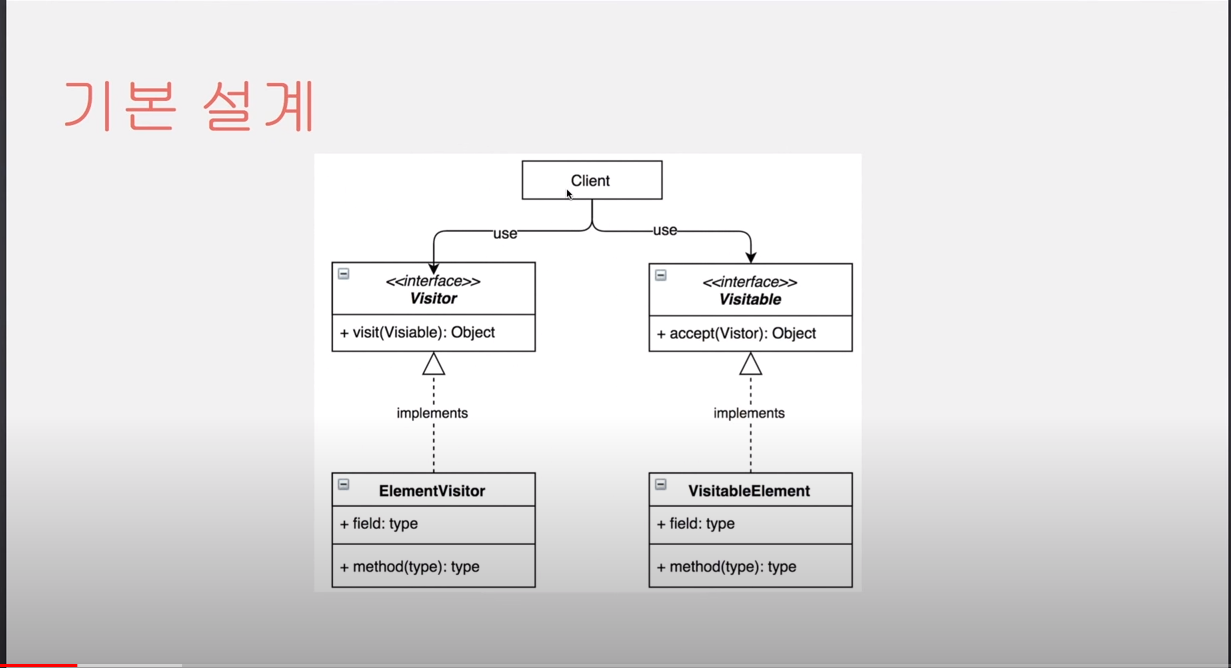 기본 설계
Client
use
use
<<interface>>
Visitor
+ visit(Visiable): Object
<<interface>>
Visitable
+ accept(Vistor): Object
implements
implements
ElementVisitor
+ field: type
+ method(type): type
VisitableElement
+ field: type
+ method(type): type